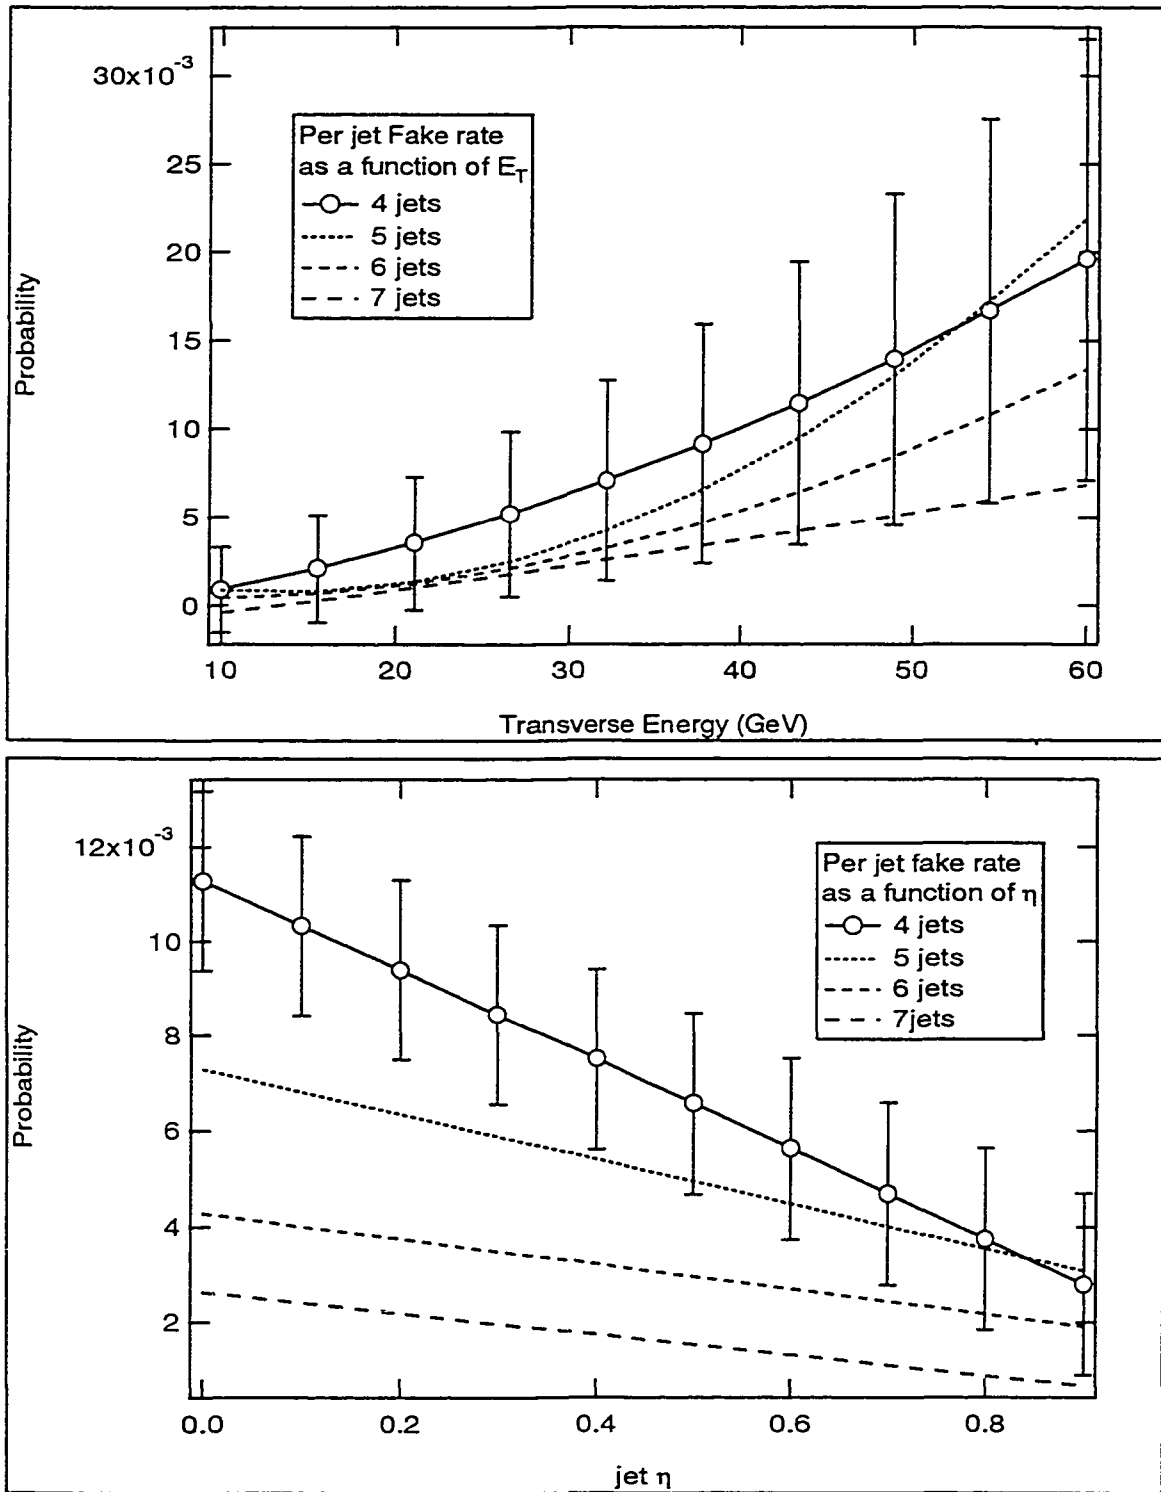 30x10⁻³
25
20
15
10
5
0
Probability
Per jet Fake rate
as a function of E_T
4 jets
5 jets
6 jets
7 jets
10 20 30 40 50 60
Transverse Energy (GeV)
12x10⁻³
10
8
6
4
2
Probability
Per jet fake rate
as a function of η
4 jets
5 jets
6 jets
7jets
0.0 0.2 0.4 0.6 0.8
jet η